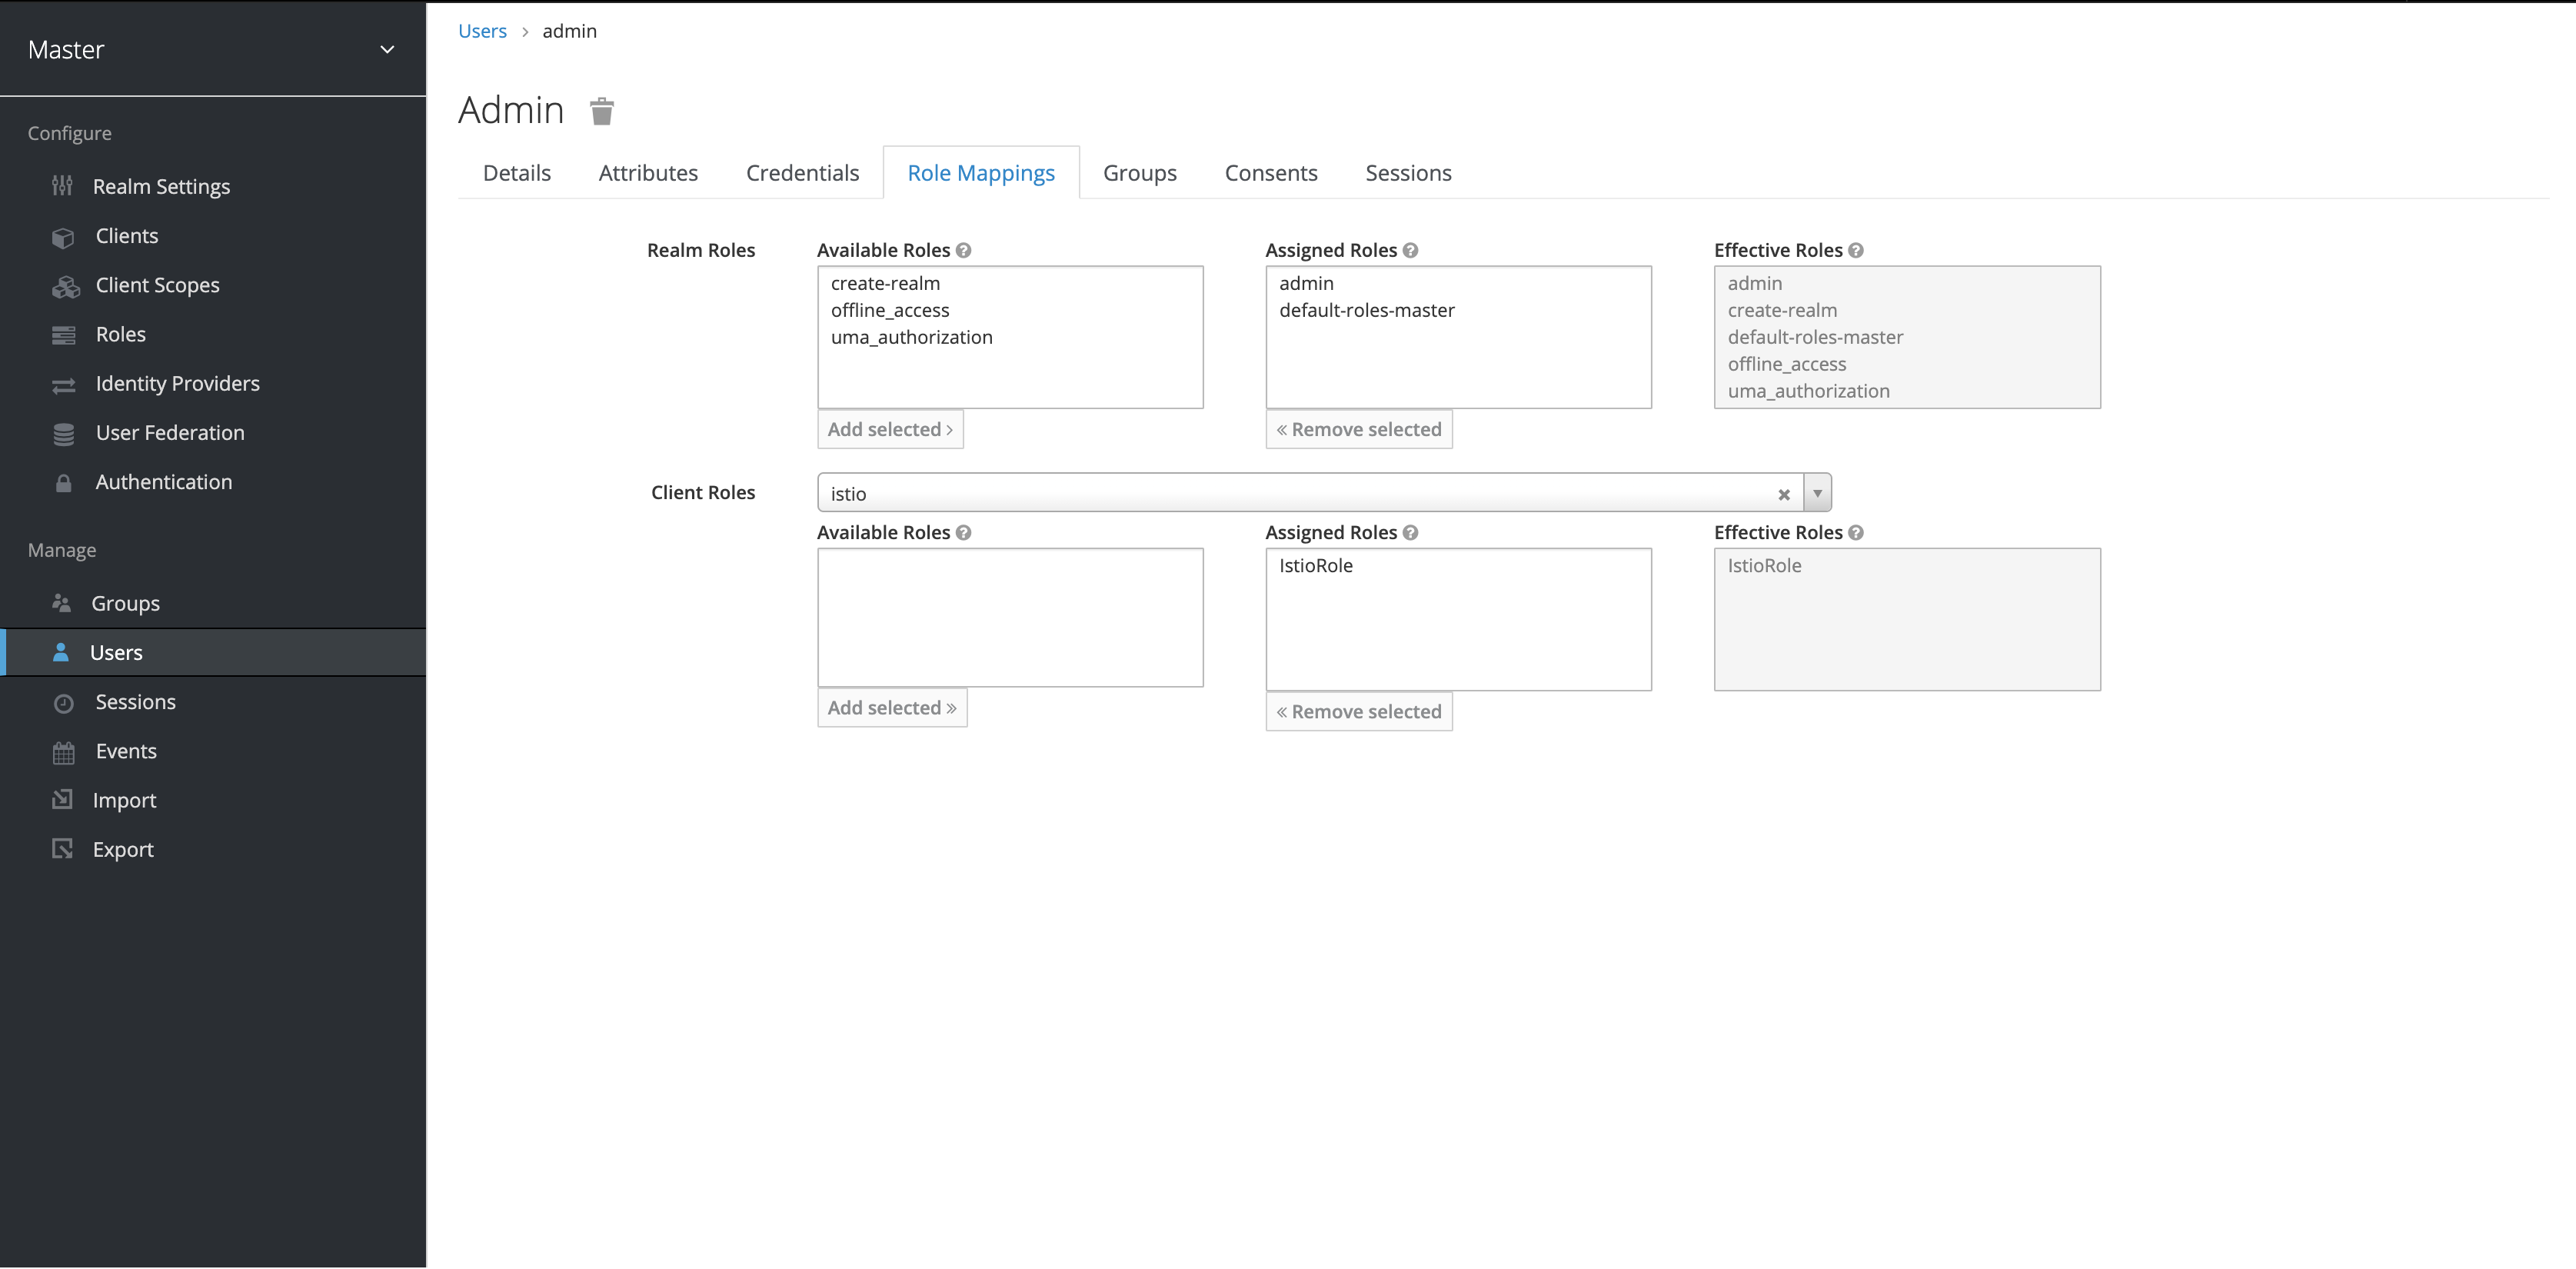 Master
Configure
Realm Settings
Clients
Client Scopes
Roles
Identity Providers
User Federation
Authentication
Manage
Groups
Users
Sessions
Events
Import
Export
Users > admin
Admin
Details Attributes Credentials Role Mappings Groups Consents Sessions
Realm Roles
Available Roles
create-realm
offline_access
uma_authorization
Add selected ›
Assigned Roles
admin
default-roles-master
« Remove selected
Effective Roles
admin
create-realm
default-roles-master
offline_access
uma_authorization
Client Roles
istio
Available Roles
Add selected »
Assigned Roles
IstioRole
« Remove selected
Effective Roles
IstioRole